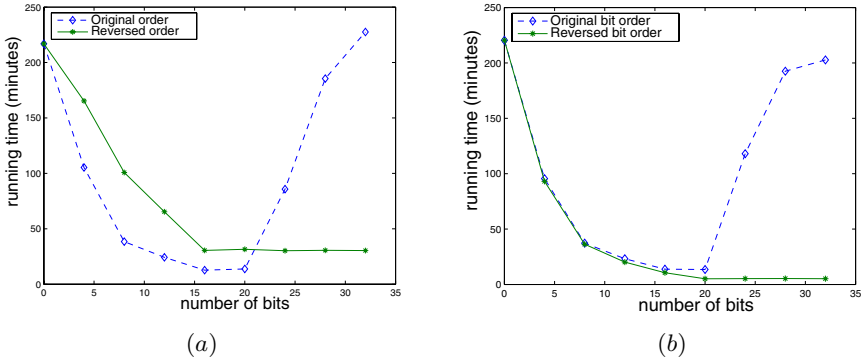 250
200
150
100
50
0
running time (minutes)
Original order
Reversed order
0
5
10
15
20
25
30
35
number of bits
(a)
250
200
150
100
50
0
running time (minutes)
Original bit order
Reversed bit order
0
5
10
15
20
25
30
35
number of bits
(b)